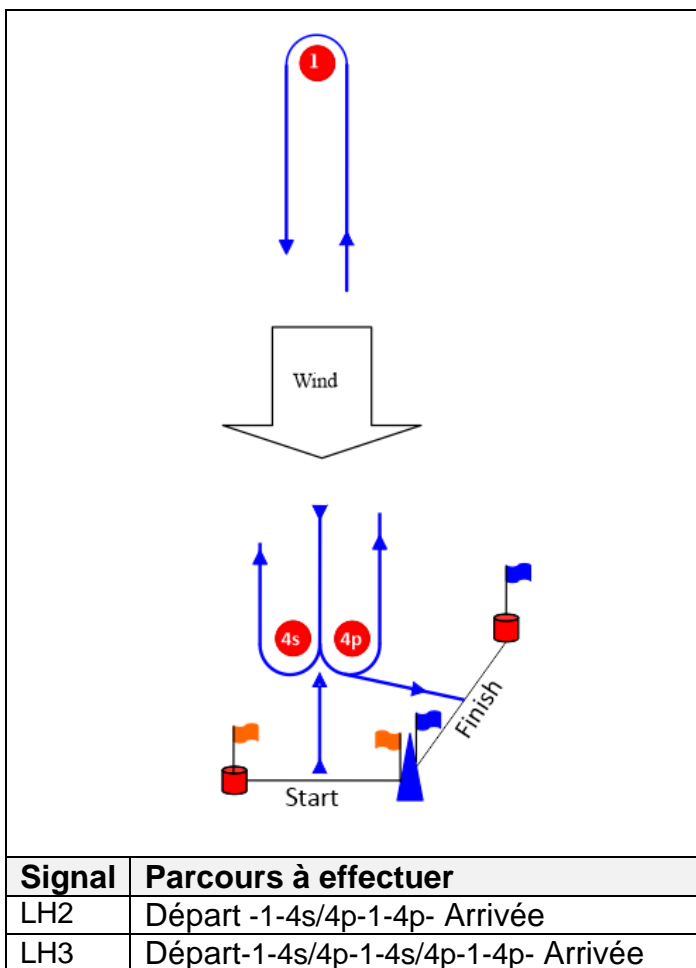 1
Wind
4s 4p
Finish
Start
Signal Parcours à effectuer
LH2 Départ -1-4s/4p-1-4p- Arrivée
LH3 Départ-1-4s/4p-1-4s/4p-1-4p- Arrivée